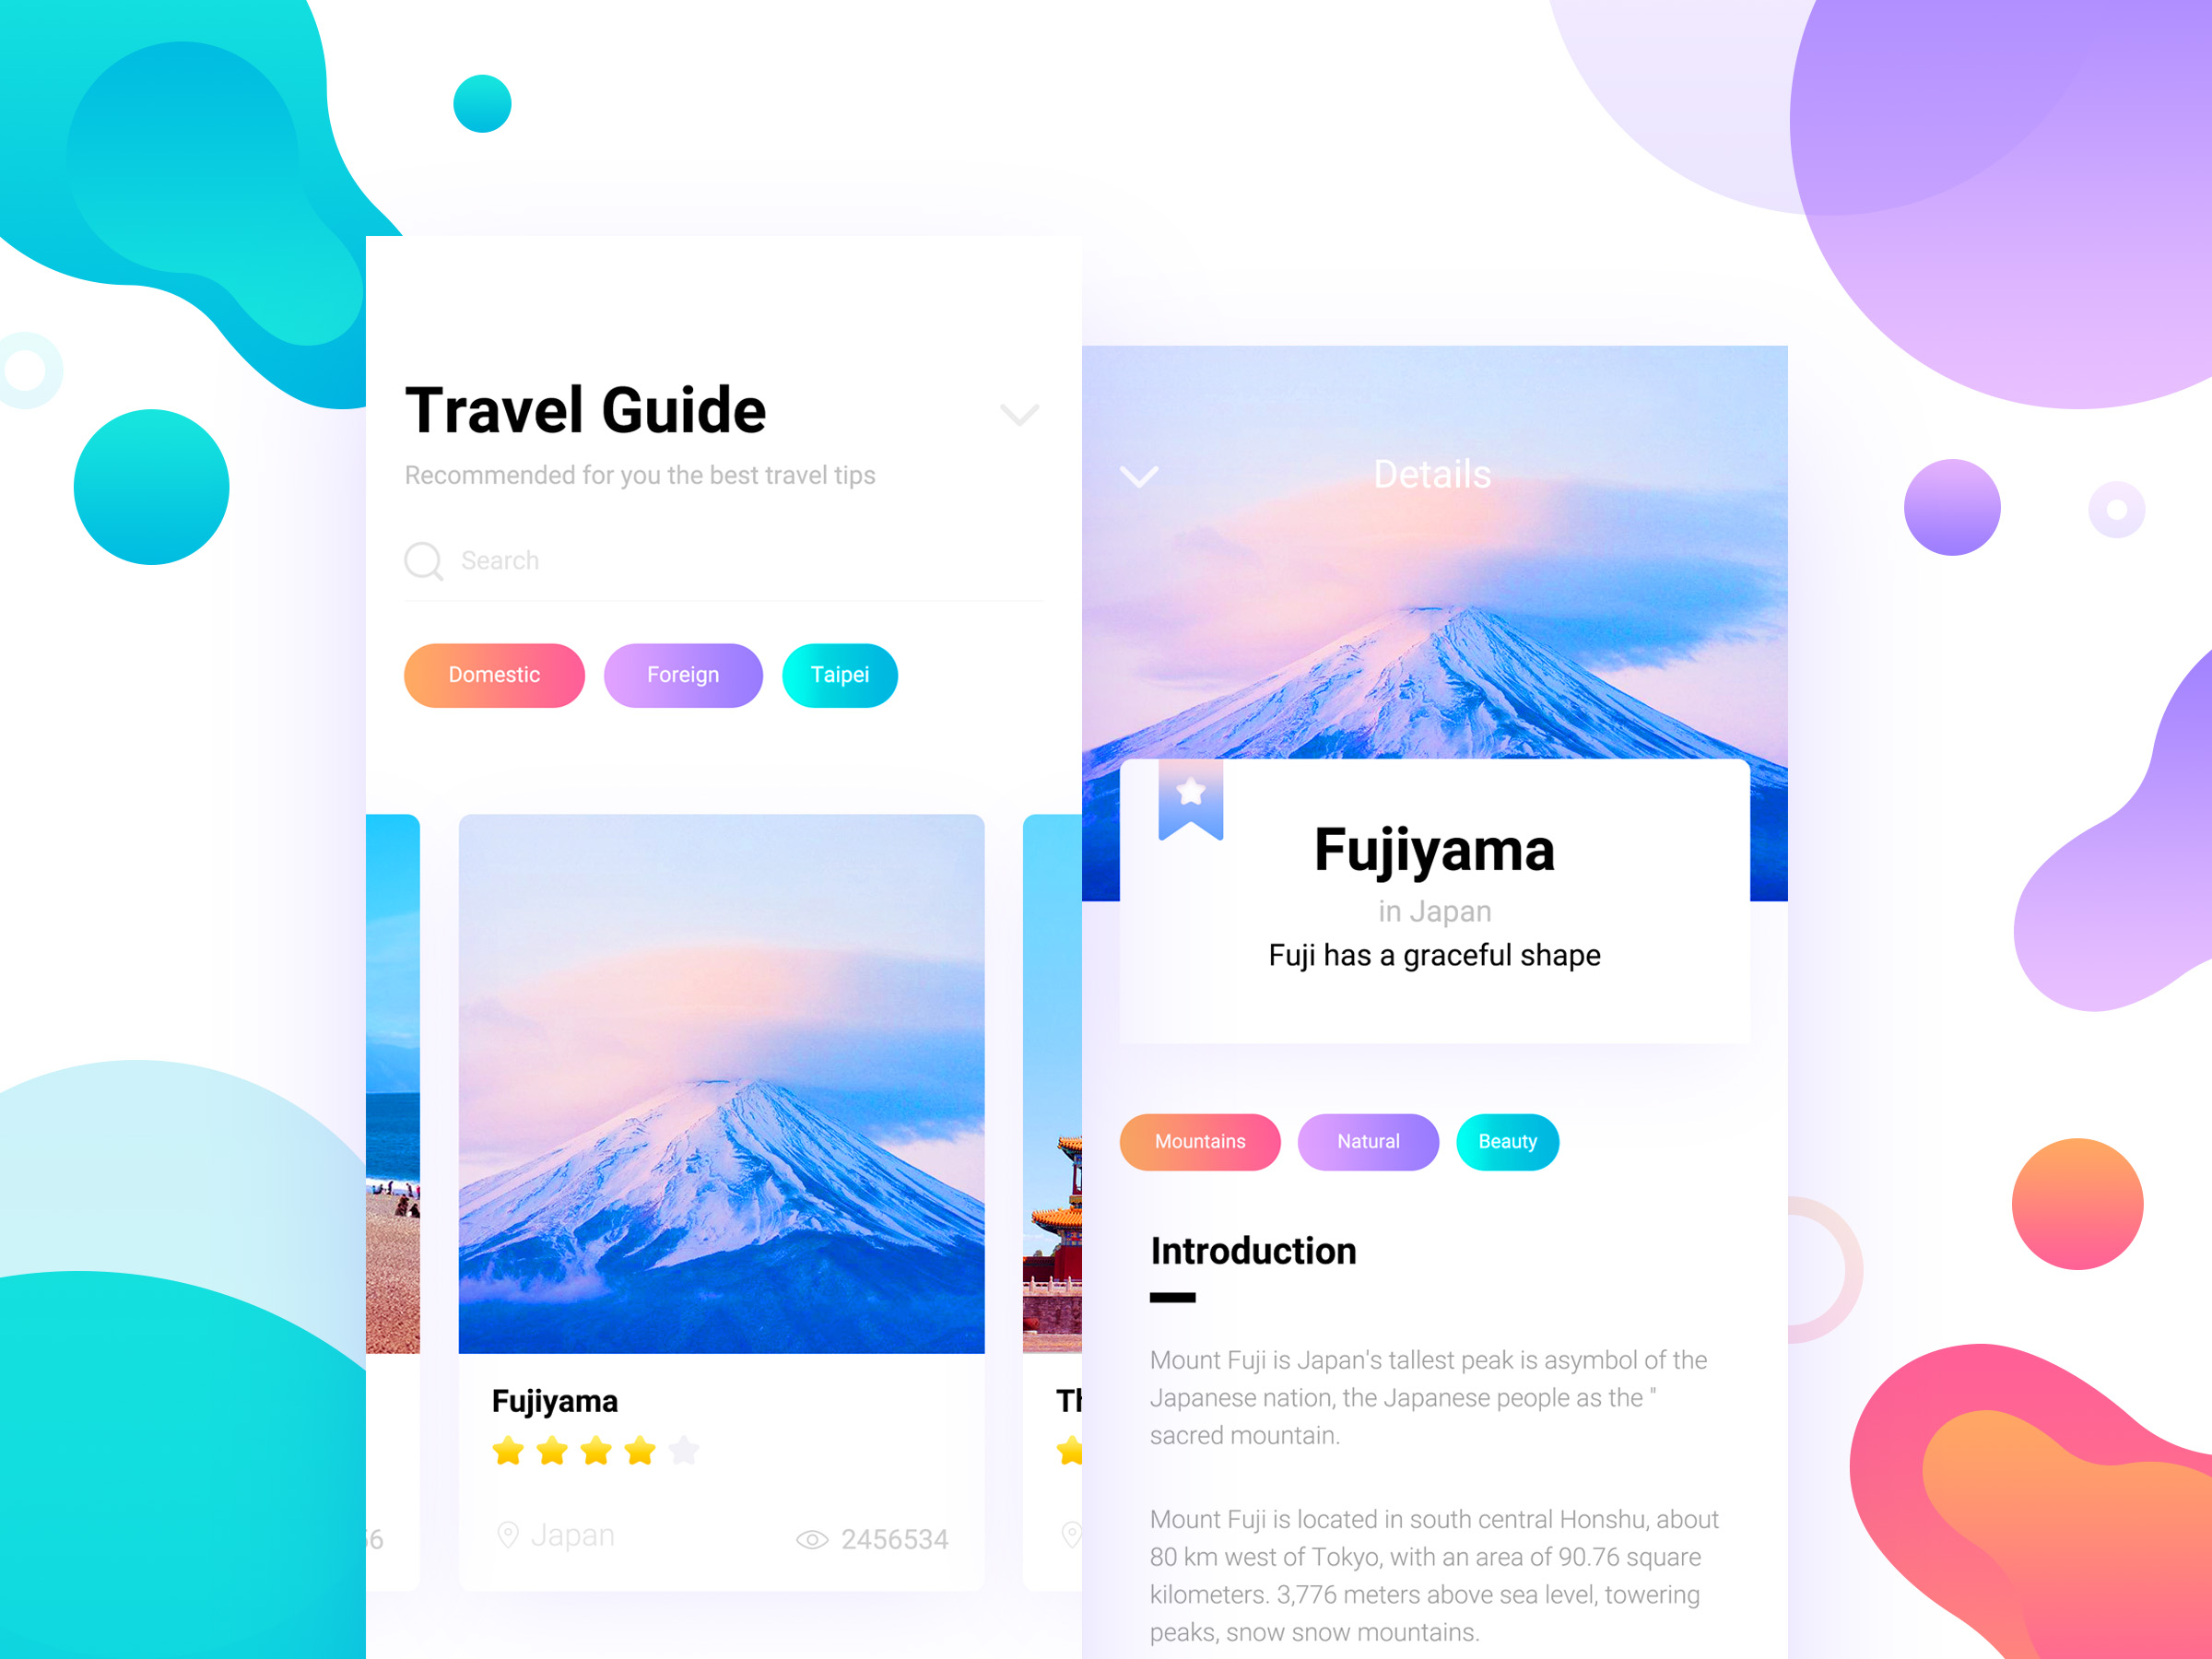 Travel Guide
Recommended for you the best travel tips
Search
Domestic
Foreign
Taipei
Fujiyama
Japan
2456534
Details
Fujiyama
in Japan
Fuji has a graceful shape
Mountains
Natural
Beauty
Introduction
Mount Fuji is Japan's tallest peak is asymbol of the
Japanese nation, the Japanese people as the "
sacred mountain.
Mount Fuji is located in south central Honshu, about
80 km west of Tokyo, with an area of 90.76 square
kilometers. 3,776 meters above sea level, towering
peaks, snow snow mountains.